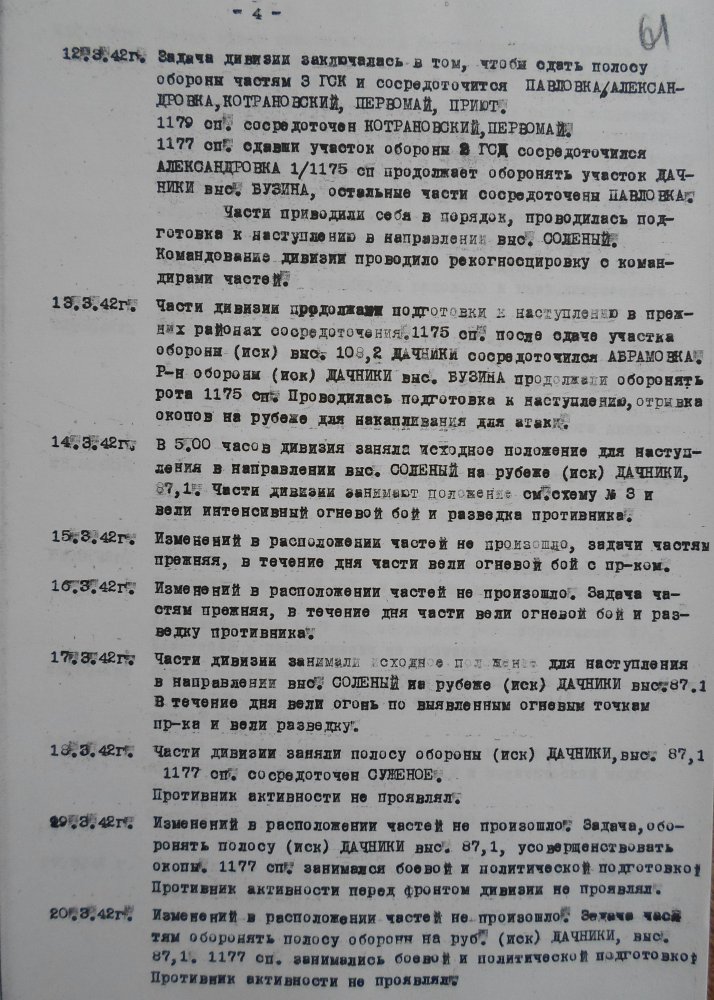 - 4 -
61
12.3.42г. Задача дивизии заключалась в том, чтобы сдать полосу
обороны частям 3 ГСК и сосредоточится ПАВЛОВКА, АЛЕКСАН-
ДРОВКА, КОТРАНОВСКИЙ, ПЕРВОМАЙ, ПРИЮТ.
1179 сп. сосредоточен КОТРАНОВСКИЙ, ПЕРВОМАЙ.
1177 сп. сдавши участок обороны 2 ГСД сосредоточился
АЛЕКСАНДРОВКА 1/1175 сп продолжает оборонять участок ДАЧ-
НИКИ выс. БУЗИНА, остальные части сосредоточены ПАВЛОВКА.
Части приводили себя в порядок, проводилась под-
готовка к наступлению в направлении выс. СОЛЕНЫЙ.
Командование дивизии проводило рекогносцировку с коман-
дирами частей.
13.3.42г. Части дивизии продолжали подготовки к наступлению в преж-
них районах сосредоточения. 1175 сп. после сдаче участка
обороны (иск) выс. 108,2 ДАЧНИКИ сосредоточился АБРАМОВКА.
Р-н обороны (иск) ДАЧНИКИ выс. БУЗИНА продолжали оборонять
рота 1175 сп. Проводилась подготовка к наступлению, отрывка
окопов на рубеже для накапливания для атаки.
14.3.42г. В 5.00 часов дивизия заняла исходное положение для наступ-
ления в направлении выс. СОЛЕНЫЙ на рубеже (иск) ДАЧНИКИ,
87,1. Части дивизии занимают положение см.схему № 3 и
вели интенсивный огневой бой и разведка противника.
15.3.42г. Изменений в расположении частей не произошло, задачи частям
прежняя, в течение дня части вели огневой бой с пр-ком.
16.3.42г. Изменений в расположении частей не произошло. Задача ча-
стям прежняя, в течение дня части вели огневой бой и раз-
ведку противника.
17.3.42г. Части дивизии занимали исходное положение для наступления
в направлении выс. СОЛЕНЫЙ на рубеже (иск) ДАЧНИКИ выс.87.1
В течение дня вели огонь по выявленным огневым точкам
пр-ка и вели разведку.
18.3.42г. Части дивизии заняли полосу обороны (иск) ДАЧНИКИ, выс. 87,1
1177 сп. сосредоточен СУЖЕНОЕ.
Противник активности не проявлял.
19.3.42г. Изменений в расположении частей не произошло. Задача, обо-
ронять полосу (иск) ДАЧНИКИ выс. 87,1, усовершенствовать
окопы. 1177 сп. занимался боевой и политической подготовкой
Противник активности перед фронтом дивизии не проявлял.
20.3.42г. Изменений в расположении частей не произошло. Задача час
тям оборонять полосу обороны на руб. (иск) ДАЧНИКИ, выс.
87,1. 1177 сп. занимались боевой и политической подготовкой
Противник активности не проявлял.